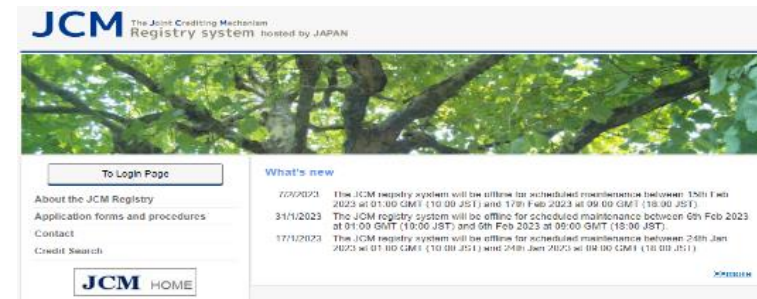 JCM The Joint Crediting Mechanism
Registry system hosted by JAPAN
To Login Page
About the JCM Registry
Application forms and procedures
Contact
Credit Search
JCM HOME
What's new
7/2/2023 The JCM registry system will be offline for scheduled maintenance between 15th Feb
2023 at 01:00 GMT (10:00 JST) and 17th Feb 2023 at 09:00 GMT (18:00 JST).
31/1/2023 The JCM registry system will be offline for scheduled maintenance between 6th Feb 2023
at 01:00 GMT (10:00 JST) and 6th Feb 2023 at 09:00 GMT (18:00 JST).
17/1/2023 The JCM registry system will be offline for scheduled maintenance between 24th Jan
2023 at 01:00 GMT (10:00 JST) and 24th Jan 2023 at 09:00 GMT (18:00 JST)
>>more